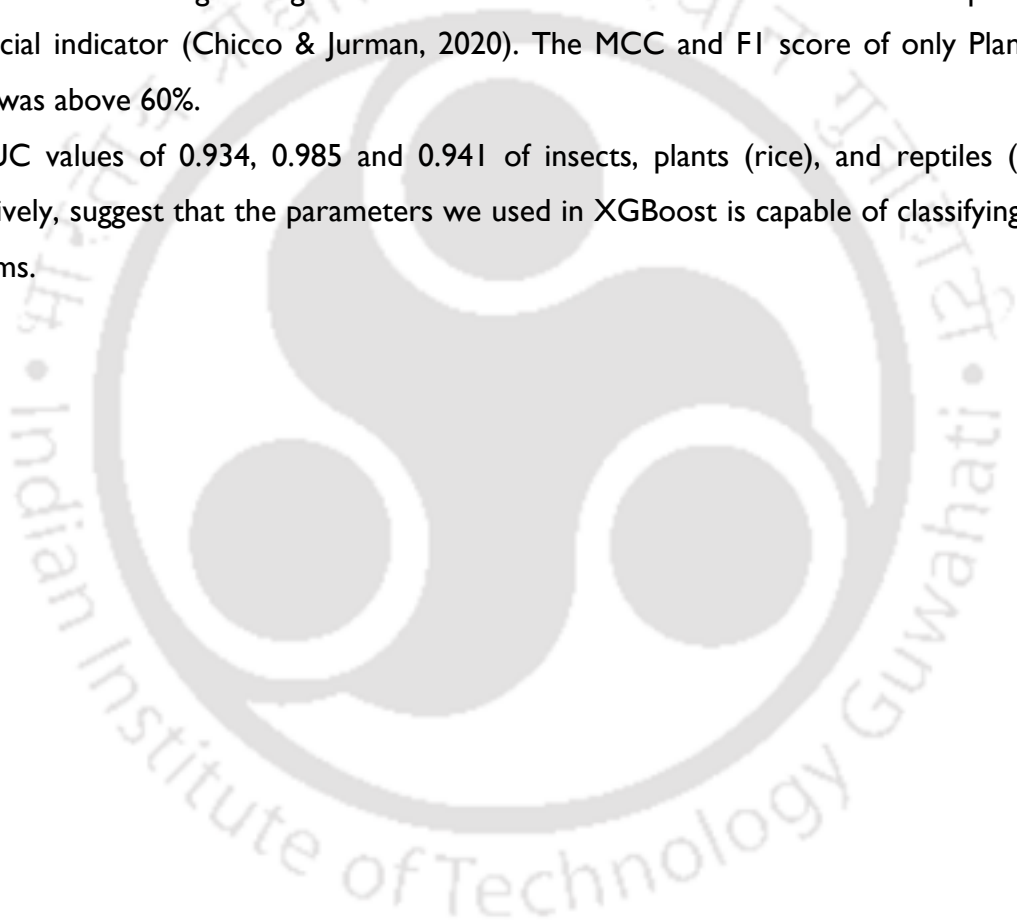 cial indicator (Chicco & Jurman, 2020). The MCC and F1 score of only Plan
was above 60%.
UC values of 0.934, 0.985 and 0.941 of insects, plants (rice), and reptiles (
ively, suggest that the parameters we used in XGBoost is capable of classifying
ms.
Indian Institute of Technology Guwahati